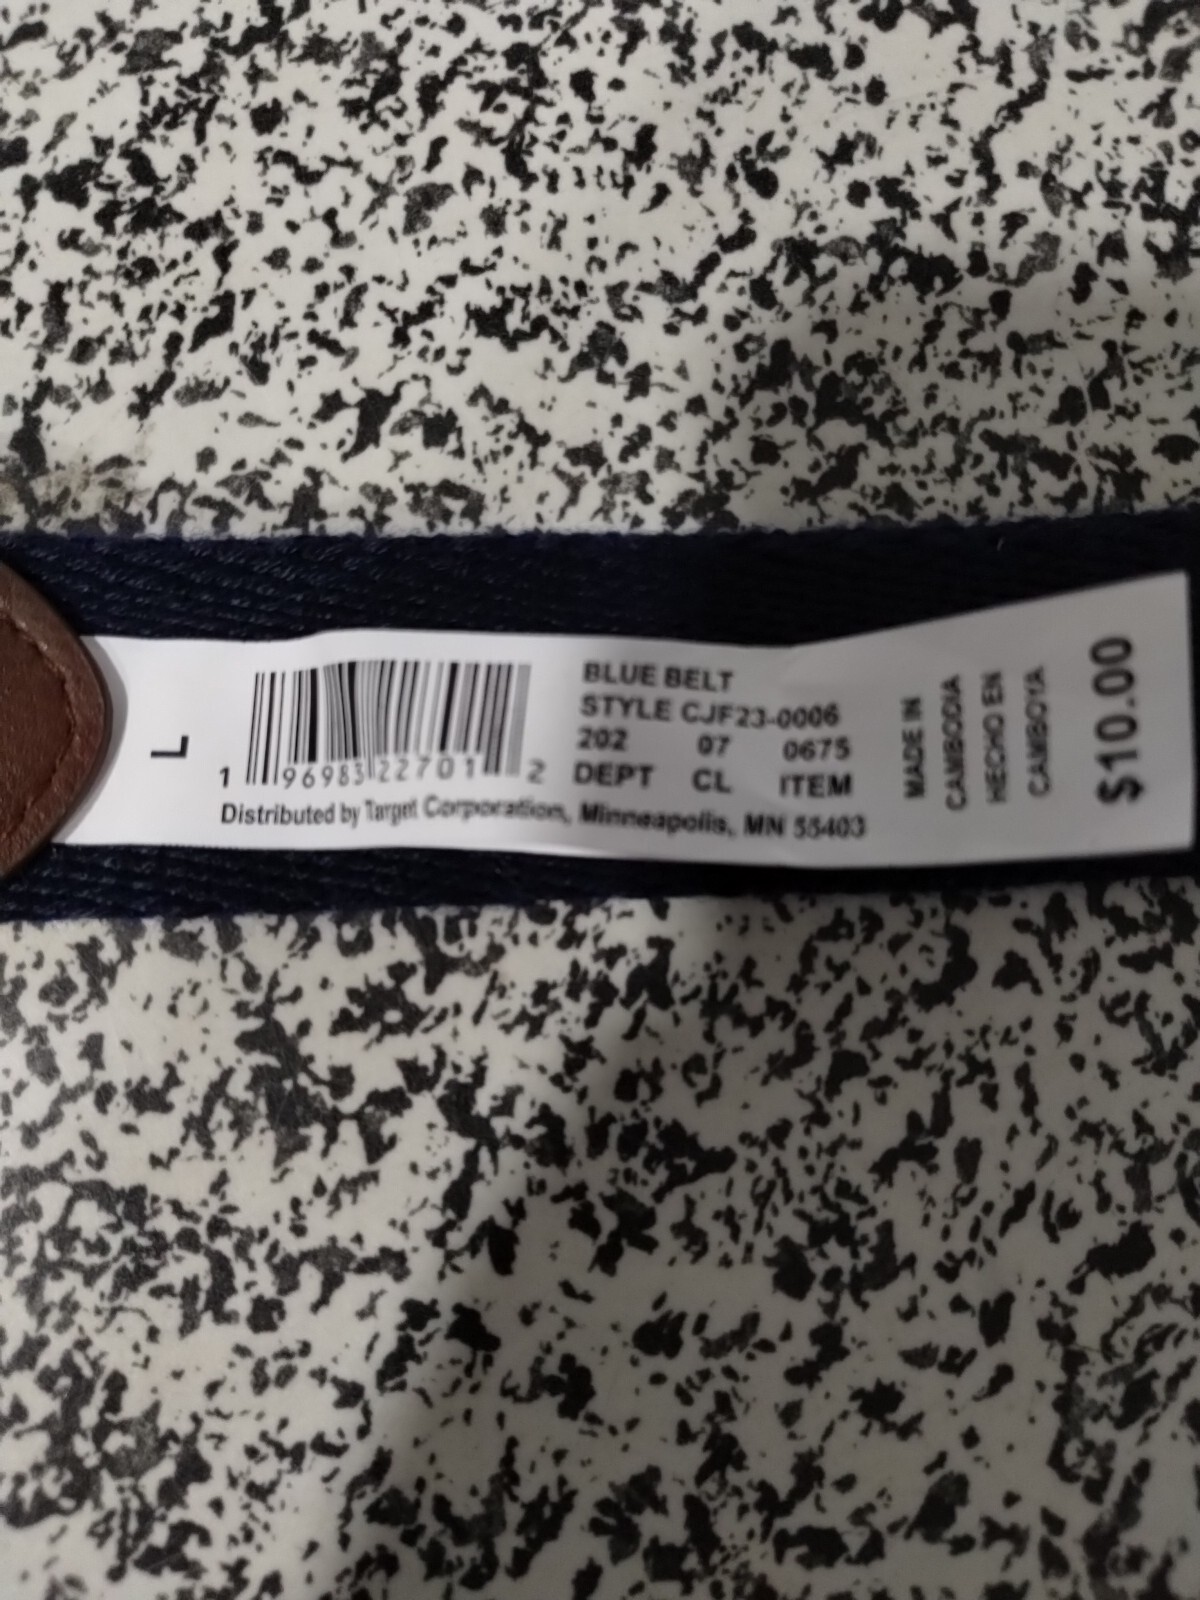 L
1 96983 22701 2
BLUE BELT
STYLE CJF23-0006
202 07 0675
DEPT CL ITEM
Distributed by Target Corporation, Minneapolis, MN 55403
MADE IN
CAMBODIA
HECHO EN
CAMBOYA
$10.00